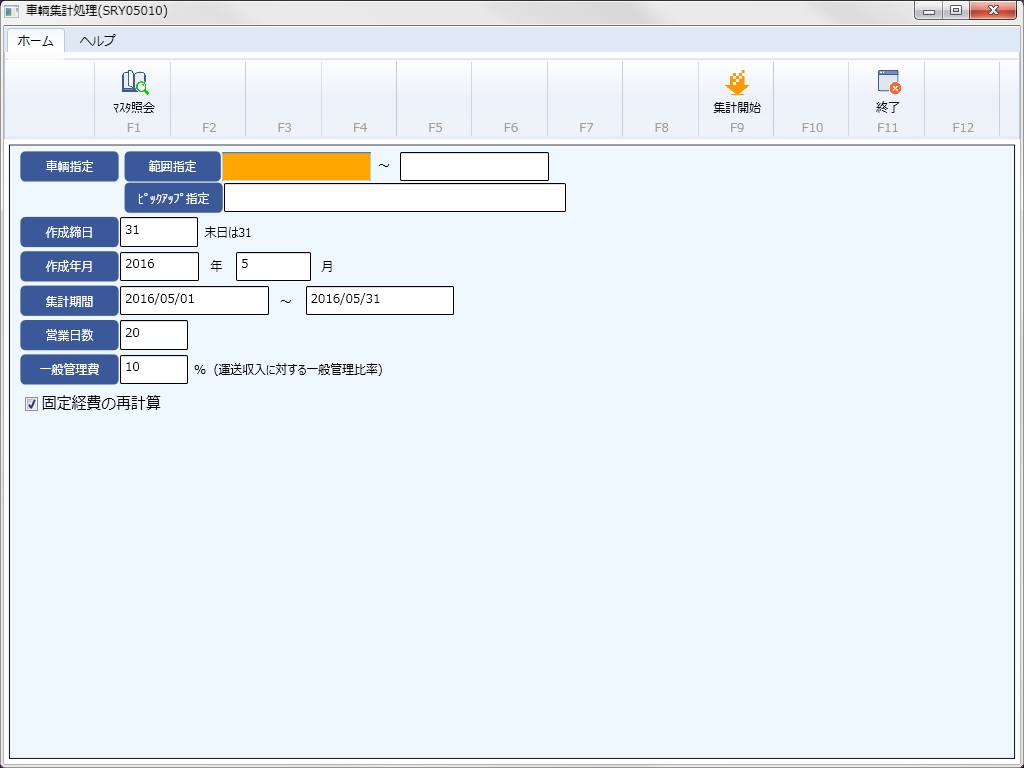 車輌集計処理(SRY05010)
ホーム ヘルプ
ﾏｽﾀ照会 集計開始 終了
F1 F2 F3 F4 F5 F6 F7 F8 F9 F10 F11 F12
車輌指定 範囲指定 ～
ﾋﾟｯｸｱｯﾌﾟ指定
作成締日 31 末日は31
作成年月 2016 年 5 月
集計期間 2016/05/01 ～ 2016/05/31
営業日数 20
一般管理費 10 % (運送収入に対する一般管理比率)
固定経費の再計算